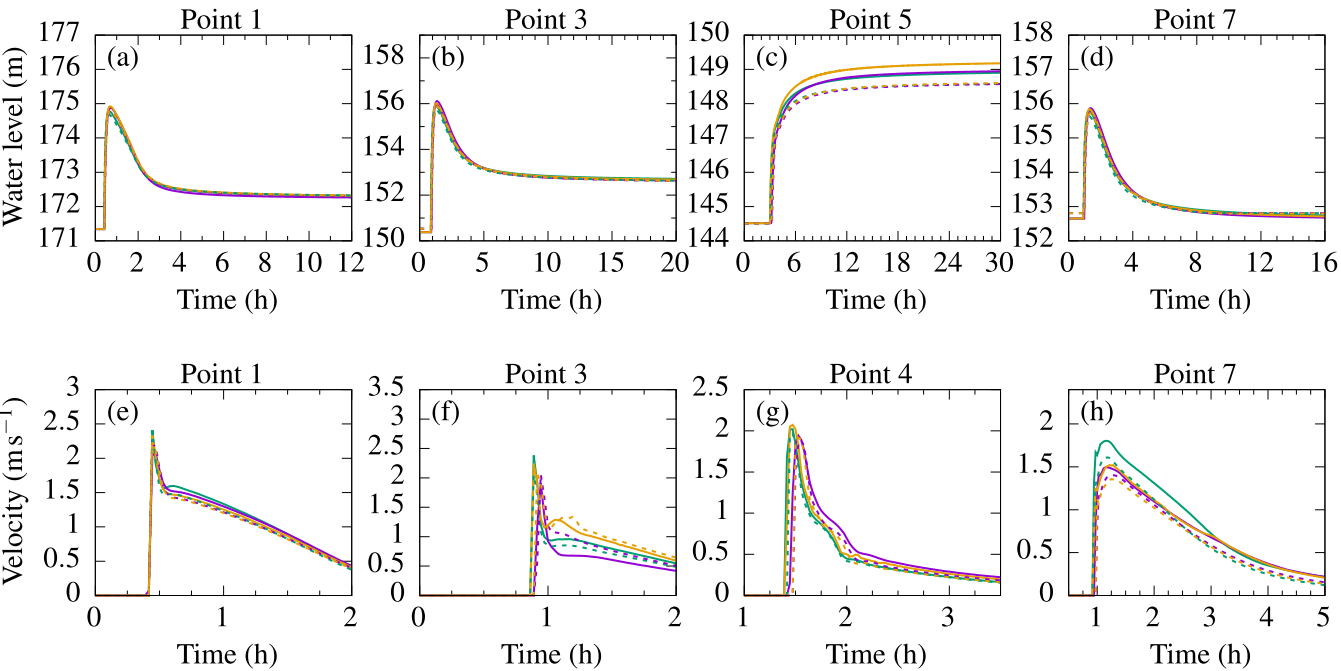 Point 1 Point 3 Point 5 Point 7
(a) (b) (c) (d)
Water level (m)
177
176
175
174
173
172
171
0 2 4 6 8 10 12
Time (h)
158
156
154
152
150
0 5 10 15 20
Time (h)
150
149
148
147
146
145
144
0 6 12 18 24 30
Time (h)
158
157
156
155
154
153
152
0 4 8 12 16
Time (h)
Point 1 Point 3 Point 4 Point 7
(e) (f) (g) (h)
Velocity (ms⁻¹)
3
2.5
2
1.5
1
0.5
0
0 1 2
Time (h)
3.5
3
2.5
2
1.5
1
0.5
0
0 1 2
Time (h)
2.5
2
1.5
1
0.5
0
1 2 3
Time (h)
2
1.5
1
0.5
0
1 2 3 4 5
Time (h)